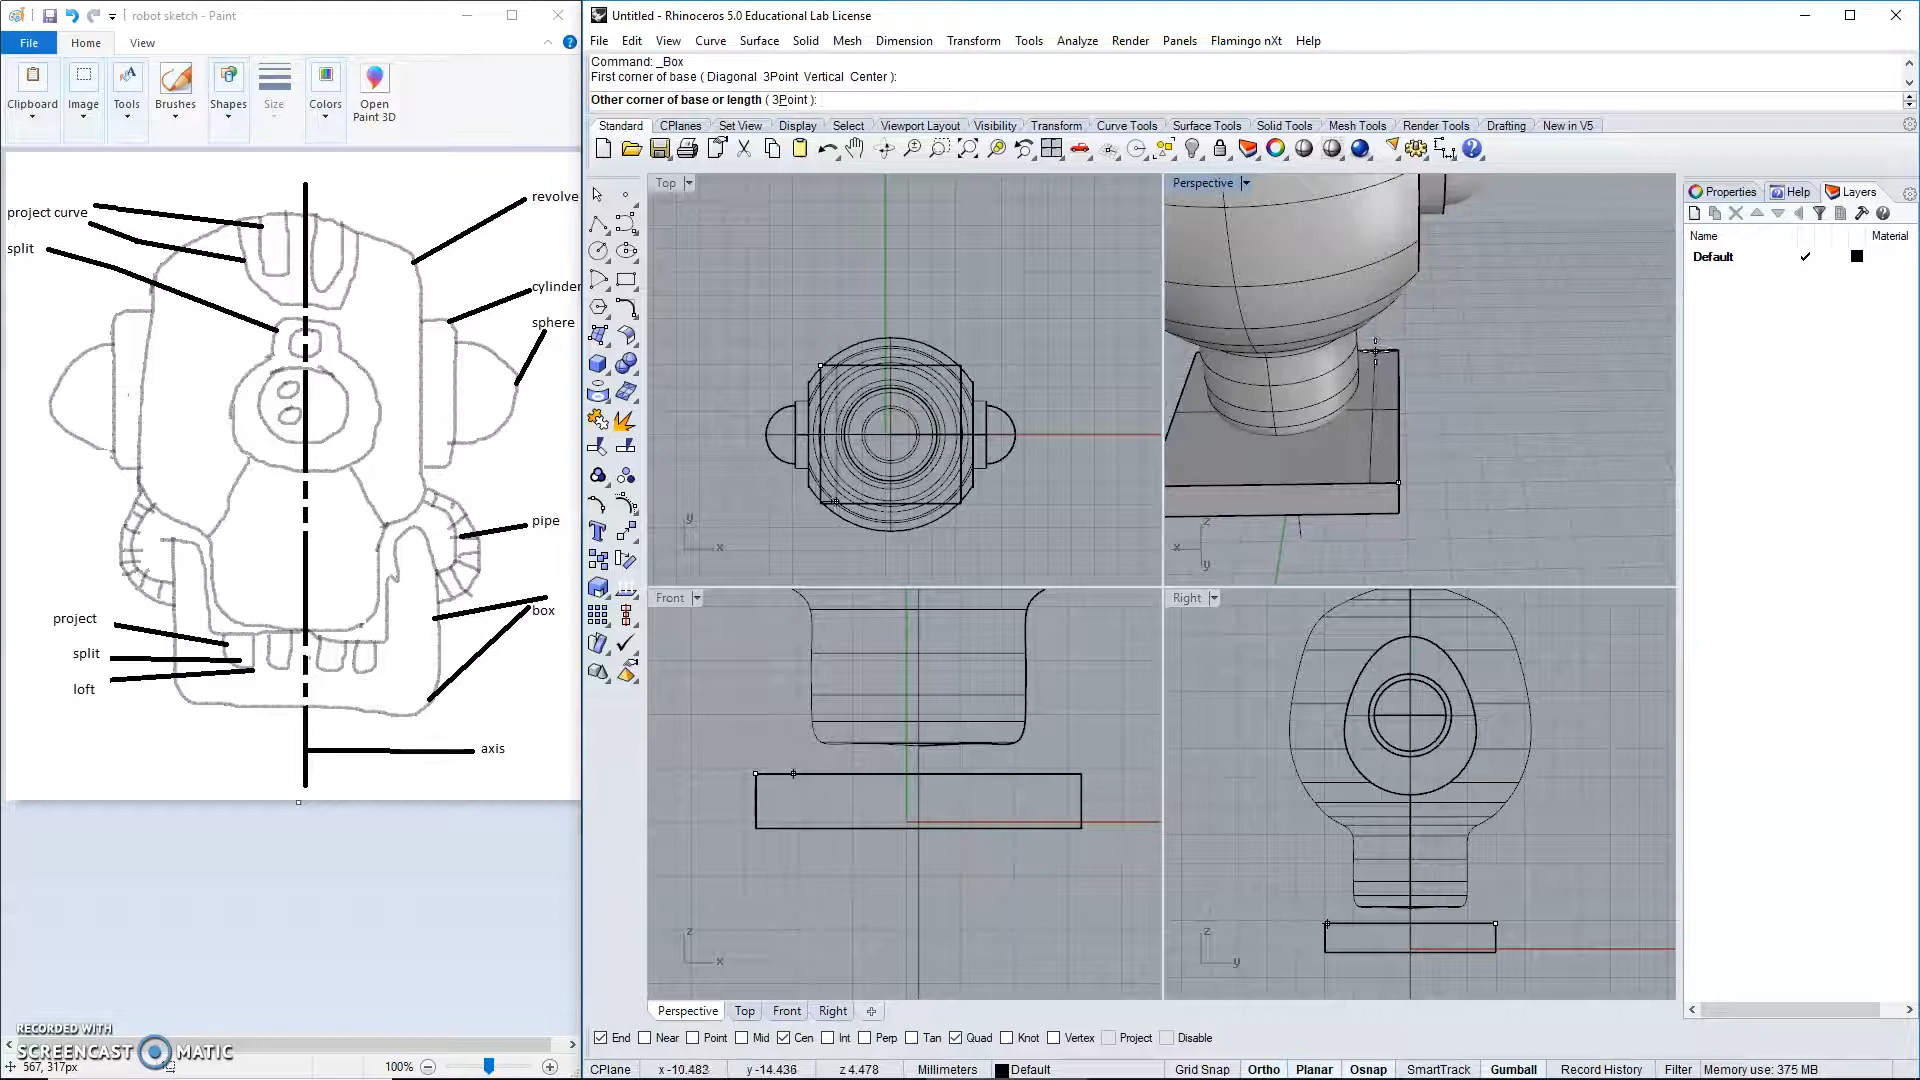 robot sketch - Paint
File
Home
View
Clipboard
Image
Tools
Brushes
Shapes
Size
Colors
Open
Paint 3D
project curve
split
revolve
cylinder
sphere
pipe
box
project
split
loft
axis
RECORDED WITH
SCREENCAST MATIC
567, 317px
100%
Untitled - Rhinoceros 5.0 Educational Lab License
File Edit View Curve Surface Solid Mesh Dimension Transform Tools Analyze Render Panels Flamingo nXt Help
Command: _Box
First corner of base ( Diagonal 3Point Vertical Center ):
Other corner of base or length ( 3Point ):
Standard CPlanes Set View Display Select Viewport Layout Visibility Transform Curve Tools Surface Tools Solid Tools Mesh Tools Render Tools Drafting New in V5
Top
y
x
Perspective
z
x
y
Front
z
x
Right
z
y
Perspective Top Front Right
End Near Point Mid Cen Int Perp Tan Quad Knot Vertex Project Disable
CPlane x -10.482 y -14.436 z 4.478 Millimeters Default Grid Snap Ortho Planar Osnap SmartTrack Gumball Record History Filter Memory use: 375 MB
Properties Help Layers
Name Material
Default